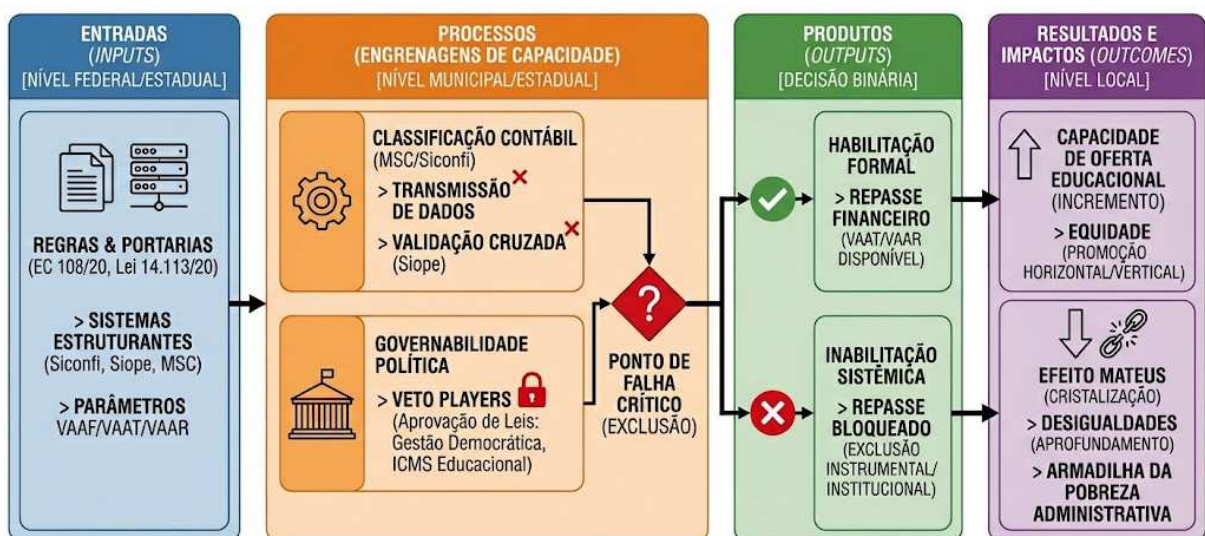 ENTRADAS
(INPUTS)
[NÍVEL FEDERAL/ESTADUAL]
REGRAS & PORTARIAS
(EC 108/20, Lei 14.113/20)
> SISTEMAS
ESTRUTURANTES
(Siconfi, Siope, MSC)
> PARÂMETROS
VAAF/VAAT/VAAR
PROCESSOS
(ENGRENAGENS DE CAPACIDADE)
[NÍVEL MUNICIPAL/ESTADUAL]
CLASSIFICAÇÃO CONTÁBIL
(MSC/Siconfi)
> TRANSMISSÃO
DE DADOS
> VALIDAÇÃO CRUZADA
(Siope)
GOVERNABILIDADE
POLÍTICA
> VETO PLAYERS
(Aprovação de Leis:
Gestão Democrática,
ICMS Educacional)
?
PONTO DE
FALHA
CRÍTICO
(EXCLUSÃO)
PRODUTOS
(OUTPUTS)
[DECISÃO BINÁRIA]
HABILITAÇÃO
FORMAL
> REPASSE
FINANCEIRO
(VAAT/VAAR
DISPONÍVEL)
INABILITAÇÃO
SISTÊMICA
> REPASSE
BLOQUEADO
(EXCLUSÃO
INSTRUMENTAL/
INSTITUCIONAL)
RESULTADOS E
IMPACTOS (OUTCOMES)
[NÍVEL LOCAL]
CAPACIDADE
DE OFERTA
EDUCACIONAL
(INCREMENTO)
> EQUIDADE
(PROMOÇÃO
HORIZONTAL/VERTICAL)
EFEITO MATEUS
(CRISTALIZAÇÃO)
> DESIGUALDADES
(APROFUNDAMENTO)
> ARMADILHA DA
POBREZA
ADMINISTRATIVA